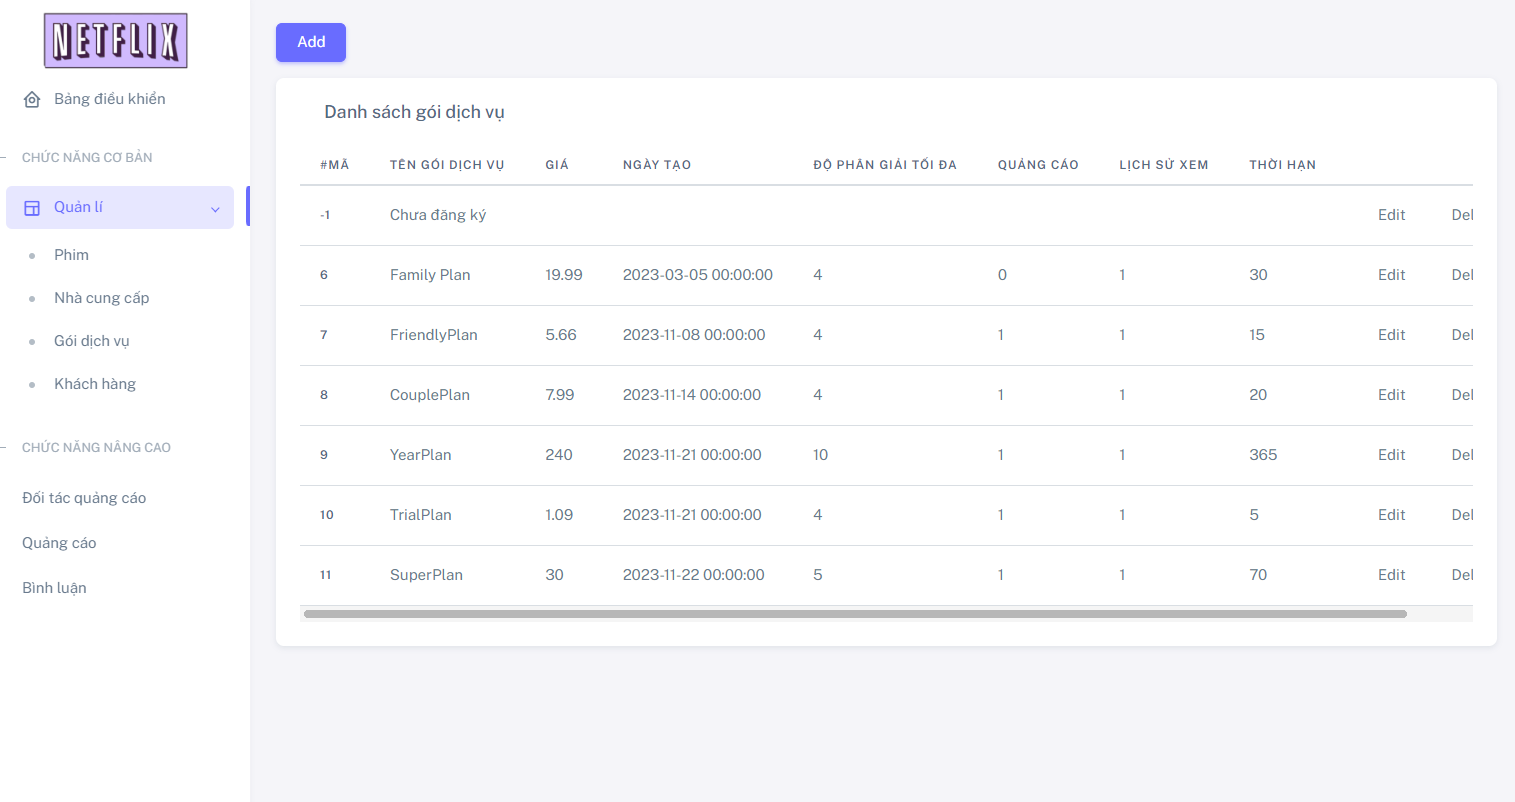 NETFLIX
Bảng điều khiển
CHỨC NĂNG CƠ BẢN
Quản lí
Phim
Nhà cung cấp
Gói dịch vụ
Khách hàng
CHỨC NĂNG NÂNG CAO
Đối tác quảng cáo
Quảng cáo
Bình luận
Add
Danh sách gói dịch vụ
#MÃ TÊN GÓI DỊCH VỤ GIÁ NGÀY TẠO ĐỘ PHÂN GIẢI TỐI ĐA QUẢNG CÁO LỊCH SỬ XEM THỜI HẠN
-1 Chưa đăng ký Edit Del
6 Family Plan 19.99 2023-03-05 00:00:00 4 0 1 30 Edit Del
7 FriendlyPlan 5.66 2023-11-08 00:00:00 4 1 1 15 Edit Del
8 CouplePlan 7.99 2023-11-14 00:00:00 4 1 1 20 Edit Del
9 YearPlan 240 2023-11-21 00:00:00 10 1 1 365 Edit Del
10 TrialPlan 1.09 2023-11-21 00:00:00 4 1 1 5 Edit Del
11 SuperPlan 30 2023-11-22 00:00:00 5 1 1 70 Edit Del